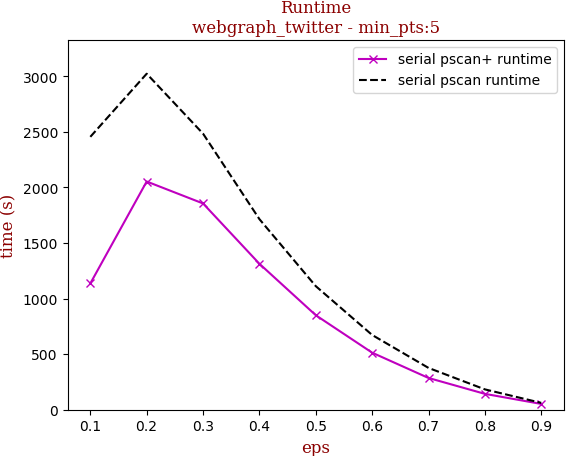 Runtime
webgraph_twitter - min_pts:5
serial pscan+ runtime
serial pscan runtime
time (s)
3000
2500
2000
1500
1000
500
0
0.1 0.2 0.3 0.4 0.5 0.6 0.7 0.8 0.9
eps